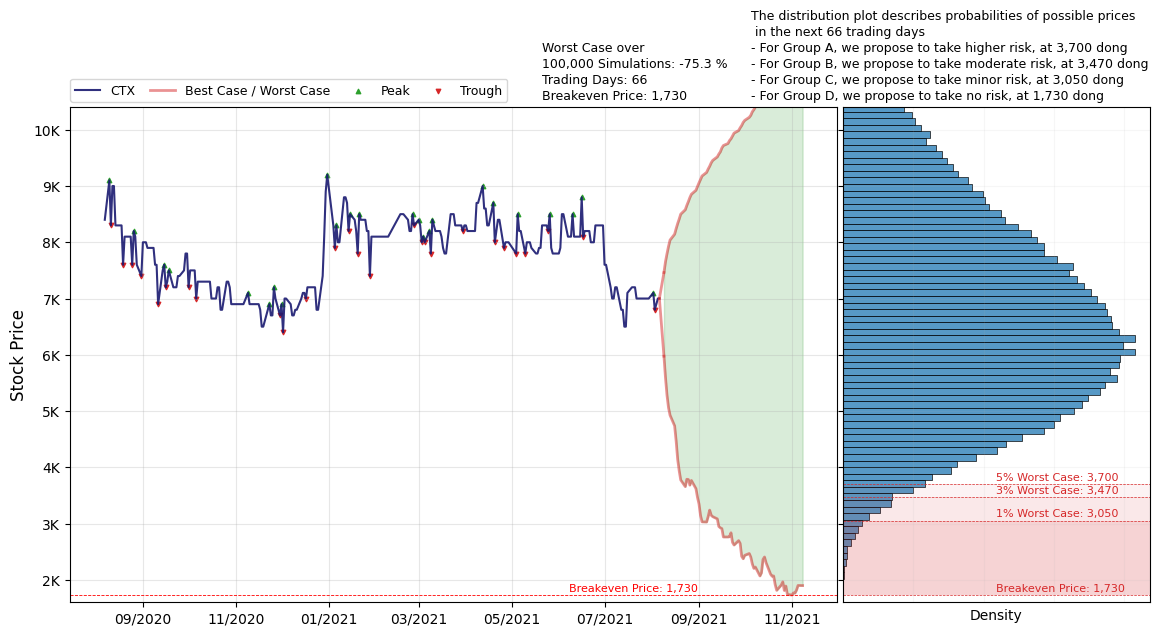 The distribution plot describes probabilities of possible prices
in the next 66 trading days
- For Group A, we propose to take higher risk, at 3,700 dong
- For Group B, we propose to take moderate risk, at 3,470 dong
- For Group C, we propose to take minor risk, at 3,050 dong
- For Group D, we propose to take no risk, at 1,730 dong
Worst Case over
100,000 Simulations: -75.3 %
Trading Days: 66
Breakeven Price: 1,730
CTX
Best Case / Worst Case
Peak
Trough
Stock Price
10K
9K
8K
7K
6K
5K
4K
3K
2K
Breakeven Price: 1,730
09/2020
11/2020
01/2021
03/2021
05/2021
07/2021
09/2021
11/2021
5% Worst Case: 3,700
3% Worst Case: 3,470
1% Worst Case: 3,050
Breakeven Price: 1,730
Density